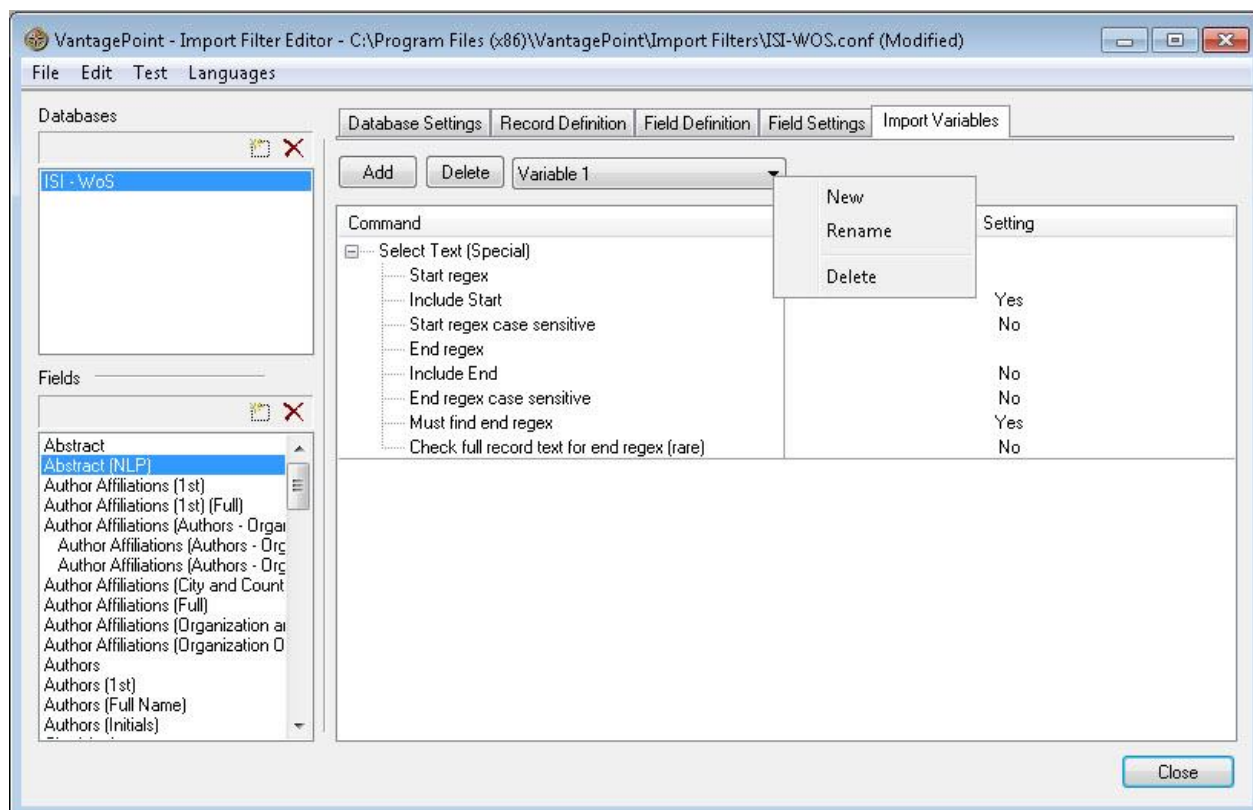 VantagePoint - Import Filter Editor - C:\Program Files (x86)\VantagePoint\Import Filters\ISI-WOS.conf (Modified)
File Edit Test Languages
Databases
ISI - WoS
Fields
Abstract
Abstract (NLP)
Author Affiliations (1st)
Author Affiliations (1st) (Full)
Author Affiliations (Authors - Organ
Author Affiliations (Authors - Org
Author Affiliations (Authors - Org
Author Affiliations (City and Count
Author Affiliations (Full)
Author Affiliations (Organization an
Author Affiliations (Organization O
Authors
Authors (1st)
Authors (Full Name)
Authors (Initials)
Database Settings Record Definition Field Definition Field Settings Import Variables
Add Delete Variable 1
New
Rename
Delete
Command Setting
Select Text (Special)
Start regex
Include Start Yes
Start regex case sensitive No
End regex
Include End No
End regex case sensitive No
Must find end regex Yes
Check full record text for end regex (rare) No
Close